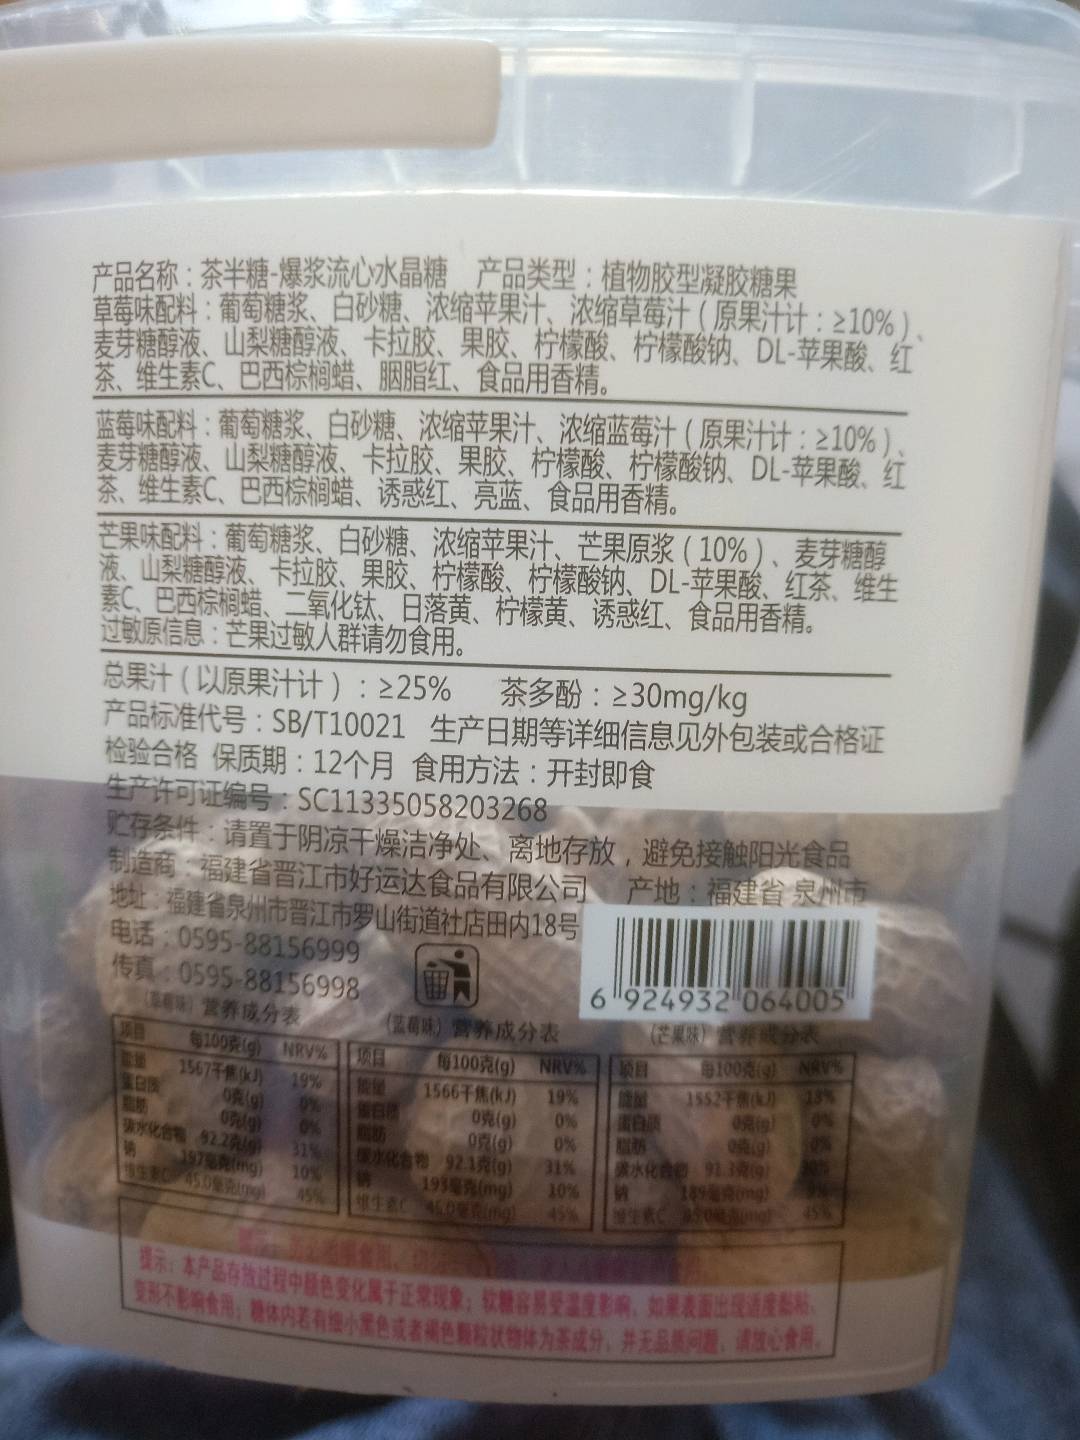 产品名称：茶半糖-爆浆流心水晶糖 产品类型：植物胶型凝胶糖果
草莓味配料：葡萄糖浆、白砂糖、浓缩苹果汁、浓缩草莓汁（原果汁计：≥10%）、
麦芽糖醇液、山梨糖醇液、卡拉胶、果胶、柠檬酸、柠檬酸钠、DL-苹果酸、红
茶、维生素C、巴西棕榈蜡、胭脂红、食品用香精。
蓝莓味配料：葡萄糖浆、白砂糖、浓缩苹果汁、浓缩蓝莓汁（原果汁计：≥10%）、
麦芽糖醇液、山梨糖醇液、卡拉胶、果胶、柠檬酸、柠檬酸钠、DL-苹果酸、红
茶、维生素C、巴西棕榈蜡、诱惑红、亮蓝、食品用香精。
芒果味配料：葡萄糖浆、白砂糖、浓缩苹果汁、芒果原浆（10%）、麦芽糖醇
液、山梨糖醇液、卡拉胶、果胶、柠檬酸、柠檬酸钠、DL-苹果酸、红茶、维生
素C、巴西棕榈蜡、二氧化钛、日落黄、柠檬黄、诱惑红、食品用香精。
过敏原信息：芒果过敏人群请勿食用。
总果汁（以原果汁计）：≥25% 茶多酚：≥30mg/kg
产品标准代号：SB/T10021 生产日期等详细信息见外包装或合格证
检验合格 保质期：12个月 食用方法：开封即食
生产许可证编号：SC11335058203268
贮存条件：请置于阴凉干燥洁净处、离地存放，避免接触阳光食品
制造商：福建省晋江市好运达食品有限公司 产地：福建省 泉州市
地址：福建省泉州市晋江市罗山街道社店田内18号
电话：0595-88156999
传真：0595-88156998
6 924932 064005
（草莓味）营养成分表
项目 每100克(g) NRV%
能量 1567千焦(kJ) 19%
蛋白质 0克(g) 0%
脂肪 0克(g) 0%
碳水化合物 92.2克(g) 31%
钠 197毫克(mg) 10%
维生素C 45.0毫克(mg) 45%
（蓝莓味）营养成分表
项目 每100克(g) NRV%
能量 1566千焦(kJ) 19%
蛋白质 0克(g) 0%
脂肪 0克(g) 0%
碳水化合物 92.1克(g) 31%
钠 193毫克(mg) 10%
维生素C 45.0毫克(mg) 45%
（芒果味）营养成分表
项目 每100克(g) NRV%
能量 1552千焦(kJ) 18%
蛋白质 0克(g) 0%
脂肪 0克(g) 0%
碳水化合物 91.3克(g)
钠 189毫克(mg)
维生素C 45%
提示：本产品存放过程中颜色变化属于正常现象；软糖容易受温度影响，如果表面出现适度黏粘、
变形不影响食用；糖体内若有细小黑色或者褐色颗粒状物体为茶成分，并无品质问题，请放心食用。